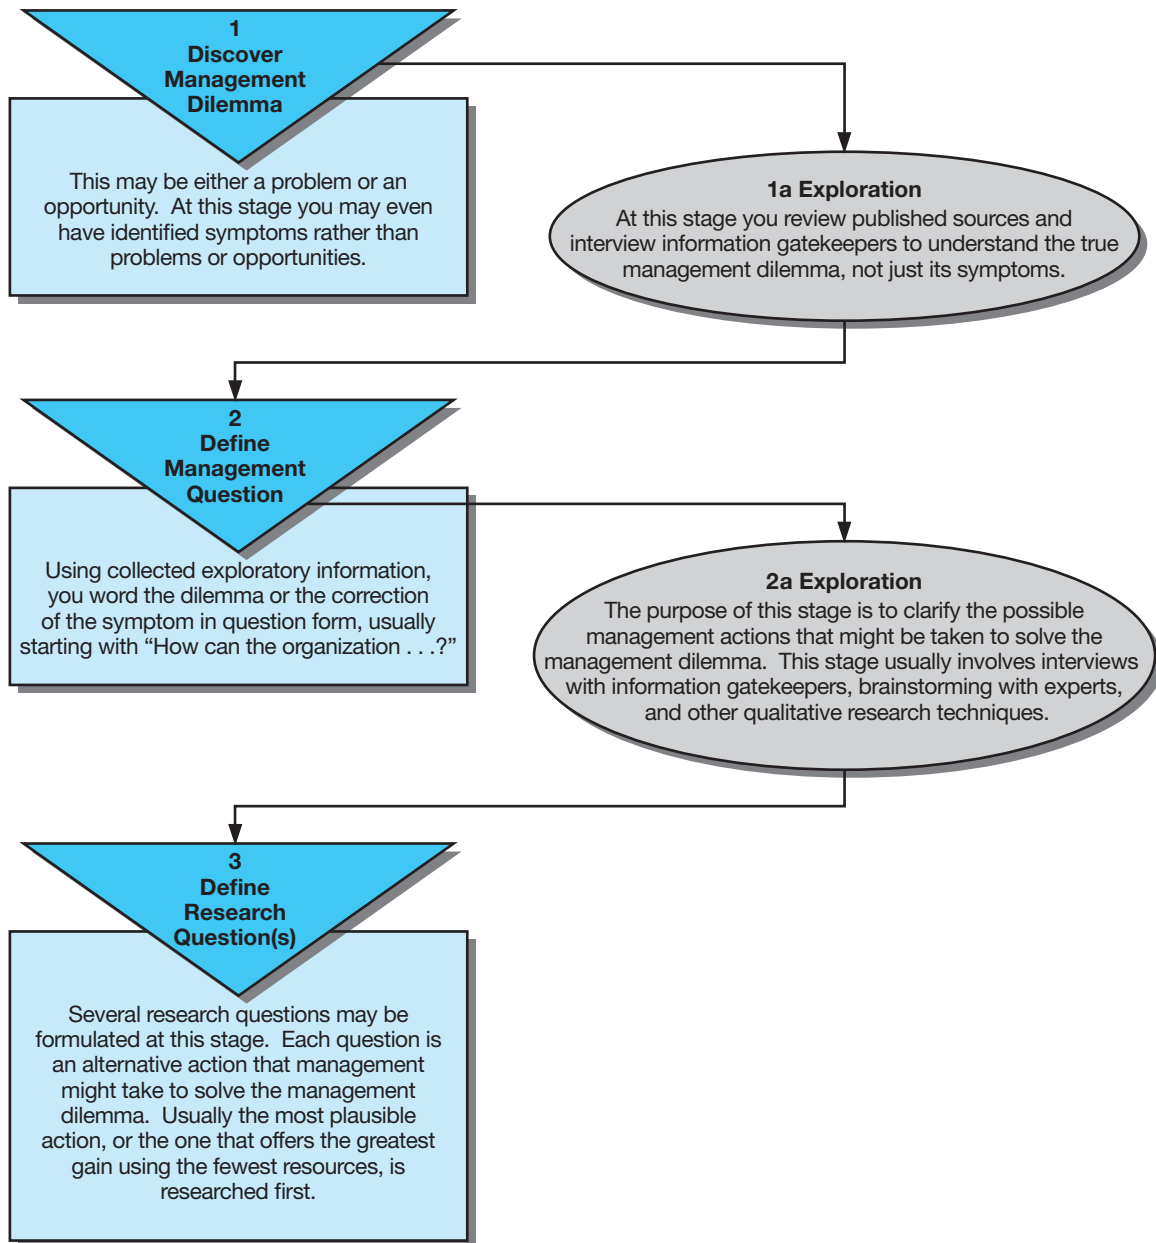 1
Discover
Management
Dilemma
This may be either a problem or an
opportunity. At this stage you may even
have identified symptoms rather than
problems or opportunities.
1a Exploration
At this stage you review published sources and
interview information gatekeepers to understand the true
management dilemma, not just its symptoms.
2
Define
Management
Question
Using collected exploratory information,
you word the dilemma or the correction
of the symptom in question form, usually
starting with “How can the organization . . .?”
2a Exploration
The purpose of this stage is to clarify the possible
management actions that might be taken to solve the
management dilemma. This stage usually involves interviews
with information gatekeepers, brainstorming with experts,
and other qualitative research techniques.
3
Define
Research
Question(s)
Several research questions may be
formulated at this stage. Each question is
an alternative action that management
might take to solve the management
dilemma. Usually the most plausible
action, or the one that offers the greatest
gain using the fewest resources, is
researched first.